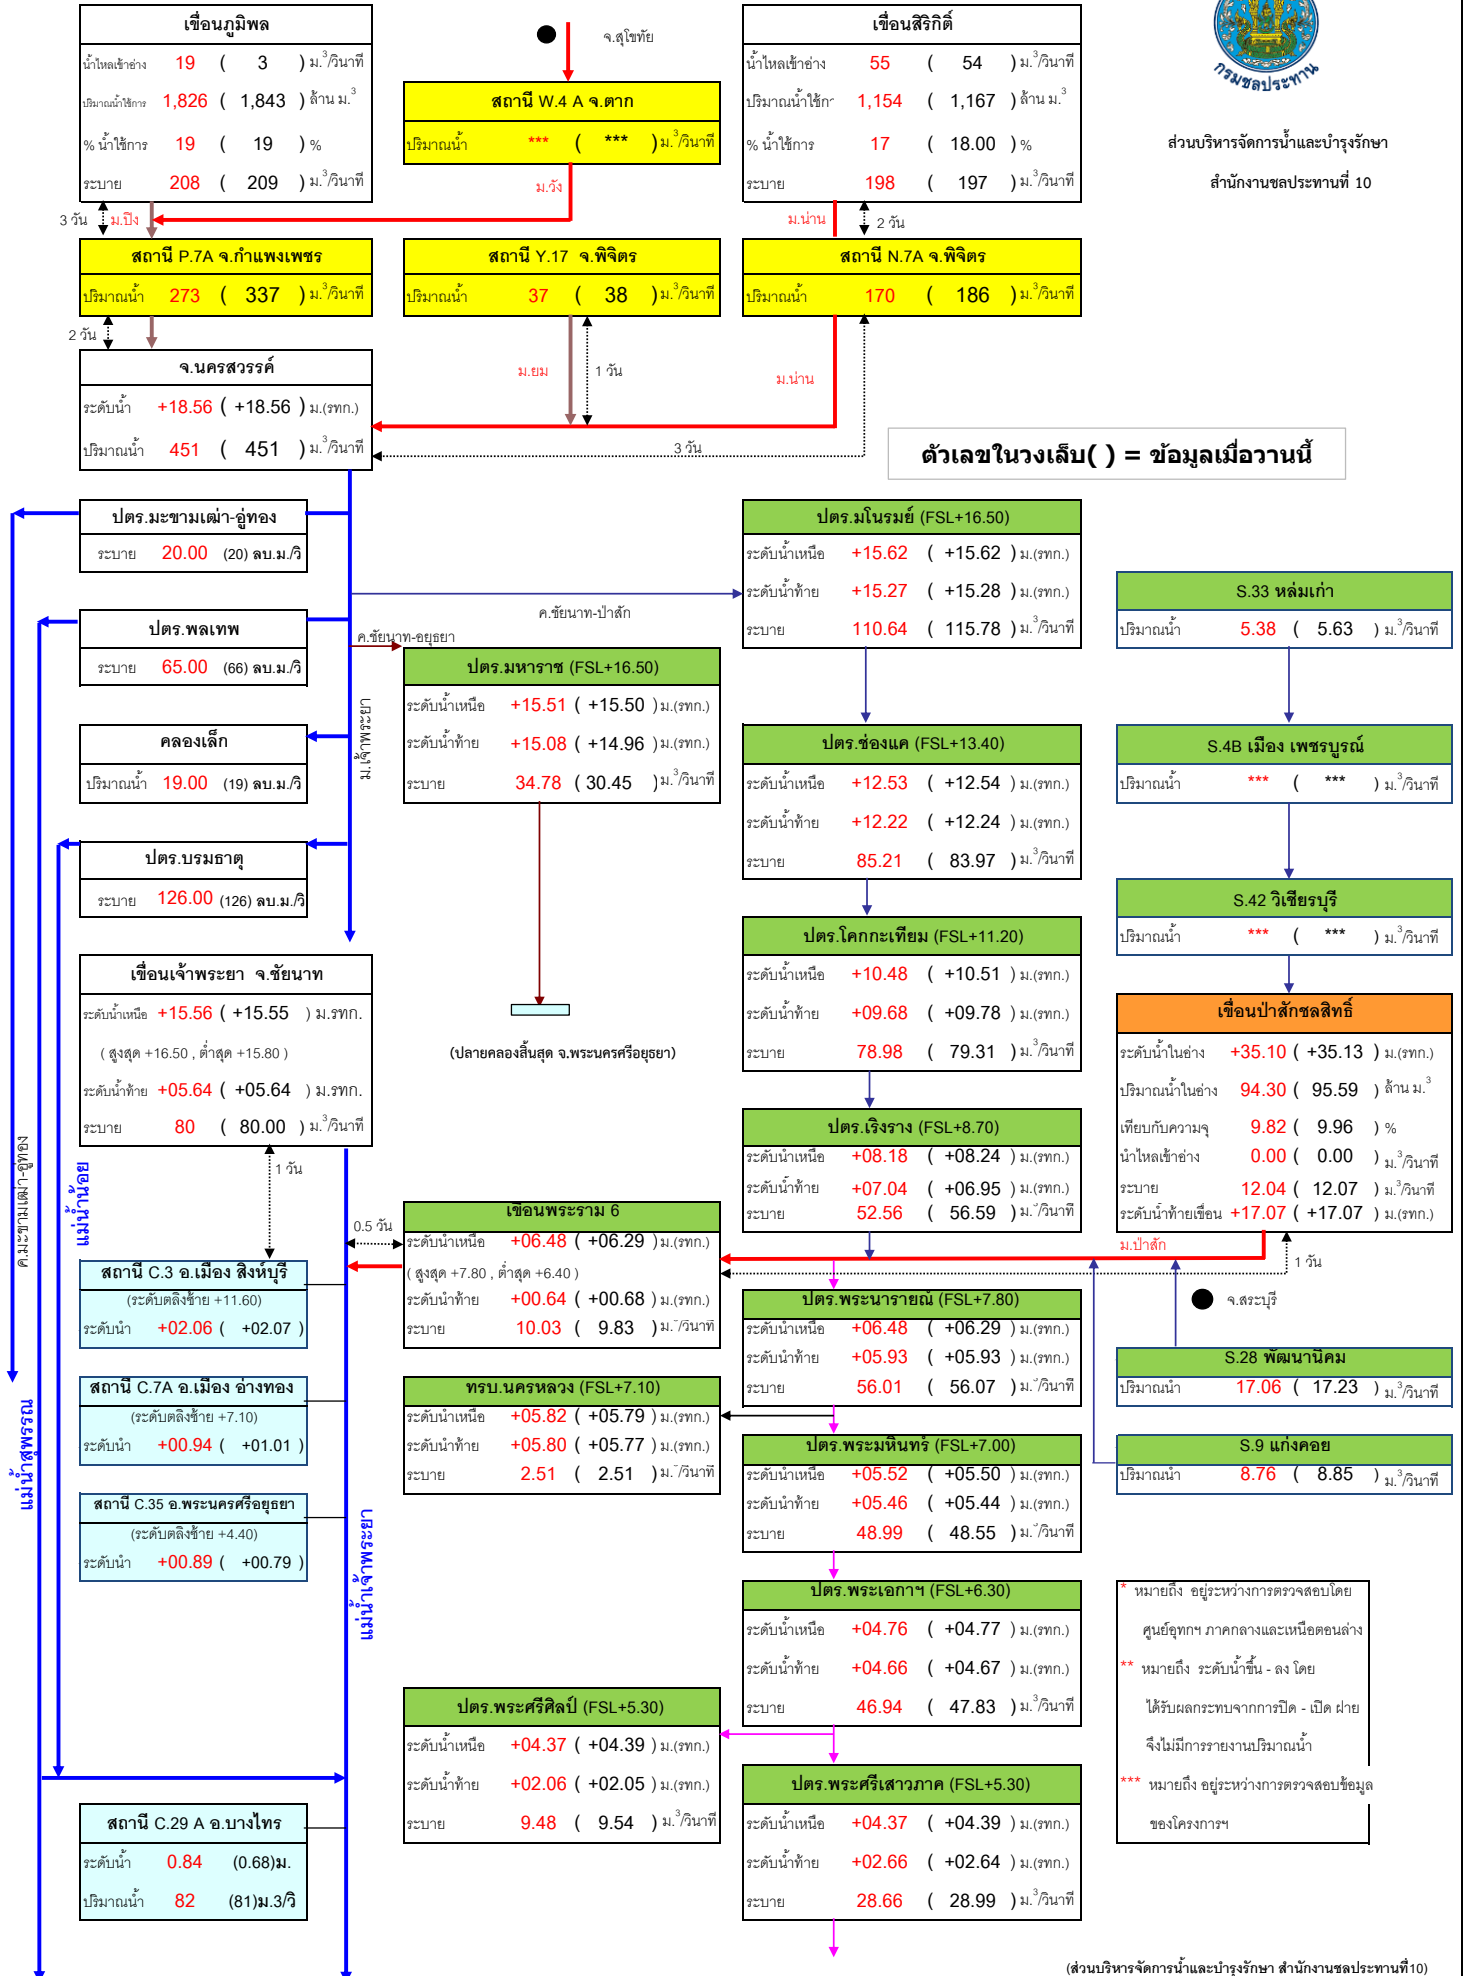 เขื่อนภูมิพล
น้ำไหลเข้าอ่าง 19 ( 3 ) ม.3/วินาที
ปริมาณน้ำใช้การ 1,826 ( 1,843 ) ล้าน ม.3
% น้ำใช้การ 19 ( 19 ) %
ระบาย 208 ( 209 ) ม.3/วินาที
จ.สุโขทัย
สถานี W.4 A จ.ตาก
ปริมาณน้ำ *** ( *** ) ม.3/วินาที
เขื่อนสิริกิติ์
น้ำไหลเข้าอ่าง 55 ( 54 ) ม.3/วินาที
ปริมาณน้ำใช้กา 1,154 ( 1,167 ) ล้าน ม.3
% น้ำใช้การ 17 ( 18.00 ) %
ระบาย 198 ( 197 ) ม.3/วินาที
กรมชลประทาน
ส่วนบริหารจัดการน้ำและบำรุงรักษา
สำนักงานชลประทานที่ 10
3 วัน ม.ปิง
ม.วัง
ม.น่าน
2 วัน
สถานี P.7A จ.กำแพงเพชร
ปริมาณน้ำ 273 ( 337 ) ม.3/วินาที
สถานี Y.17 จ.พิจิตร
ปริมาณน้ำ 37 ( 38 ) ม.3/วินาที
สถานี N.7A จ.พิจิตร
ปริมาณน้ำ 170 ( 186 ) ม.3/วินาที
2 วัน
ม.ยม
1 วัน
ม.น่าน
3 วัน
จ.นครสวรรค์
ระดับน้ำ +18.56 ( +18.56 ) ม.(รทก.)
ปริมาณน้ำ 451 ( 451 ) ม.3/วินาที
ตัวเลขในวงเล็บ( ) = ข้อมูลเมื่อวานนี้
ปตร.มะขามเฒ่า-อู่ทอง
ระบาย 20.00 (20) ลบ.ม./วิ
ปตร.พลเทพ
ระบาย 65.00 (66) ลบ.ม./วิ
คลองเล็ก
ปริมาณน้ำ 19.00 (19) ลบ.ม./วิ
ปตร.บรมธาตุ
ระบาย 126.00 (126) ลบ.ม./วิ
ม.เจ้าพระยา
ค.ชัยนาท-ป่าสัก
ค.ชัยนาท-อยุธยา
ปตร.มหาราช (FSL+16.50)
ระดับน้ำเหนือ +15.51 ( +15.50 ) ม.(รทก.)
ระดับน้ำท้าย +15.08 ( +14.96 ) ม.(รทก.)
ระบาย 34.78 ( 30.45 ) ม.3/วินาที
(ปลายคลองสิ้นสุด จ.พระนครศรีอยุธยา)
ปตร.มโนรมย์ (FSL+16.50)
ระดับน้ำเหนือ +15.62 ( +15.62 ) ม.(รทก.)
ระดับน้ำท้าย +15.27 ( +15.28 ) ม.(รทก.)
ระบาย 110.64 ( 115.78 ) ม.3/วินาที
ปตร.ช่องแค (FSL+13.40)
ระดับน้ำเหนือ +12.53 ( +12.54 ) ม.(รทก.)
ระดับน้ำท้าย +12.22 ( +12.24 ) ม.(รทก.)
ระบาย 85.21 ( 83.97 ) ม.3/วินาที
ปตร.โคกกะเทียม (FSL+11.20)
ระดับน้ำเหนือ +10.48 ( +10.51 ) ม.(รทก.)
ระดับน้ำท้าย +09.68 ( +09.78 ) ม.(รทก.)
ระบาย 78.98 ( 79.31 ) ม.3/วินาที
ปตร.เริงราง (FSL+8.70)
ระดับน้ำเหนือ +08.18 ( +08.24 ) ม.(รทก.)
ระดับน้ำท้าย +07.04 ( +06.95 ) ม.(รทก.)
ระบาย 52.56 ( 56.59 ) ม.3/วินาที
S.33 หล่มเก่า
ปริมาณน้ำ 5.38 ( 5.63 ) ม.3/วินาที
S.4B เมือง เพชรบูรณ์
ปริมาณน้ำ *** ( *** ) ม.3/วินาที
S.42 วิเชียรบุรี
ปริมาณน้ำ *** ( *** ) ม.3/วินาที
เขื่อนป่าสักชลสิทธิ์
ระดับน้ำในอ่าง +35.10 ( +35.13 ) ม.(รทก.)
ปริมาณน้ำในอ่าง 94.30 ( 95.59 ) ล้าน ม.3
เทียบกับความจุ 9.82 ( 9.96 ) %
น้ำไหลเข้าอ่าง 0.00 ( 0.00 ) ม.3/วินาที
ระบาย 12.04 ( 12.07 ) ม.3/วินาที
ระดับน้ำท้ายเขื่อน +17.07 ( +17.07 ) ม.(รทก.)
เขื่อนเจ้าพระยา จ.ชัยนาท
ระดับน้ำเหนือ +15.56 ( +15.55 ) ม.รทก.
( สูงสุด +16.50 , ต่ำสุด +15.80 )
ระดับน้ำท้าย +05.64 ( +05.64 ) ม.รทก.
ระบาย 80 ( 80.00 ) ม.3/วินาที
ค.มะขามเฒ่า-อู่ทอง
แม่น้ำน้อย
1 วัน
0.5 วัน
ม.ป่าสัก
1 วัน
จ.สระบุรี
เขื่อนพระราม 6
ระดับน้ำเหนือ +06.48 ( +06.29 ) ม.(รทก.)
( สูงสุด +7.80 , ต่ำสุด +6.40 )
ระดับน้ำท้าย +00.64 ( +00.68 ) ม.(รทก.)
ระบาย 10.03 ( 9.83 ) ม.3/วินาที
สถานี C.3 อ.เมือง สิงห์บุรี
(ระดับตลิ่งซ้าย +11.60)
ระดับน้ำ +02.06 ( +02.07 )
สถานี C.7A อ.เมือง อ่างทอง
(ระดับตลิ่งซ้าย +7.10)
ระดับน้ำ +00.94 ( +01.01 )
สถานี C.35 อ.พระนครศรีอยุธยา
(ระดับตลิ่งซ้าย +4.40)
ระดับน้ำ +00.89 ( +00.79 )
แม่น้ำสุพรรณ
แม่น้ำเจ้าพระยา
ทรบ.นครหลวง (FSL+7.10)
ระดับน้ำเหนือ +05.82 ( +05.79 ) ม.(รทก.)
ระดับน้ำท้าย +05.80 ( +05.77 ) ม.(รทก.)
ระบาย 2.51 ( 2.51 ) ม.3/วินาที
ปตร.พระนารายณ์ (FSL+7.80)
ระดับน้ำเหนือ +06.48 ( +06.29 ) ม.(รทก.)
ระดับน้ำท้าย +05.93 ( +05.93 ) ม.(รทก.)
ระบาย 56.01 ( 56.07 ) ม.3/วินาที
ปตร.พระมหินทร์ (FSL+7.00)
ระดับน้ำเหนือ +05.52 ( +05.50 ) ม.(รทก.)
ระดับน้ำท้าย +05.46 ( +05.44 ) ม.(รทก.)
ระบาย 48.99 ( 48.55 ) ม.3/วินาที
S.28 พัฒนานิคม
ปริมาณน้ำ 17.06 ( 17.23 ) ม.3/วินาที
S.9 แก่งคอย
ปริมาณน้ำ 8.76 ( 8.85 ) ม.3/วินาที
ปตร.พระเอกาฯ (FSL+6.30)
ระดับน้ำเหนือ +04.76 ( +04.77 ) ม.(รทก.)
ระดับน้ำท้าย +04.66 ( +04.67 ) ม.(รทก.)
ระบาย 46.94 ( 47.83 ) ม.3/วินาที
ปตร.พระศรีศิลป์ (FSL+5.30)
ระดับน้ำเหนือ +04.37 ( +04.39 ) ม.(รทก.)
ระดับน้ำท้าย +02.06 ( +02.05 ) ม.(รทก.)
ระบาย 9.48 ( 9.54 ) ม.3/วินาที
ปตร.พระศรีเสาวภาค (FSL+5.30)
ระดับน้ำเหนือ +04.37 ( +04.39 ) ม.(รทก.)
ระดับน้ำท้าย +02.66 ( +02.64 ) ม.(รทก.)
ระบาย 28.66 ( 28.99 ) ม.3/วินาที
* หมายถึง อยู่ระหว่างการตรวจสอบโดย
ศูนย์อุทกฯ ภาคกลางและเหนือตอนล่าง
** หมายถึง ระดับน้ำขึ้น - ลง โดย
ได้รับผลกระทบจากการปิด - เปิด ฝาย
จึงไม่มีการรายงานปริมาณน้ำ
*** หมายถึง อยู่ระหว่างการตรวจสอบข้อมูล
ของโครงการฯ
สถานี C.29 A อ.บางไทร
ระดับน้ำ 0.84 (0.68)ม.
ปริมาณน้ำ 82 (81)ม.3/วิ
(ส่วนบริหารจัดการน้ำและบำรุงรักษา สำนักงานชลประทานที่10)